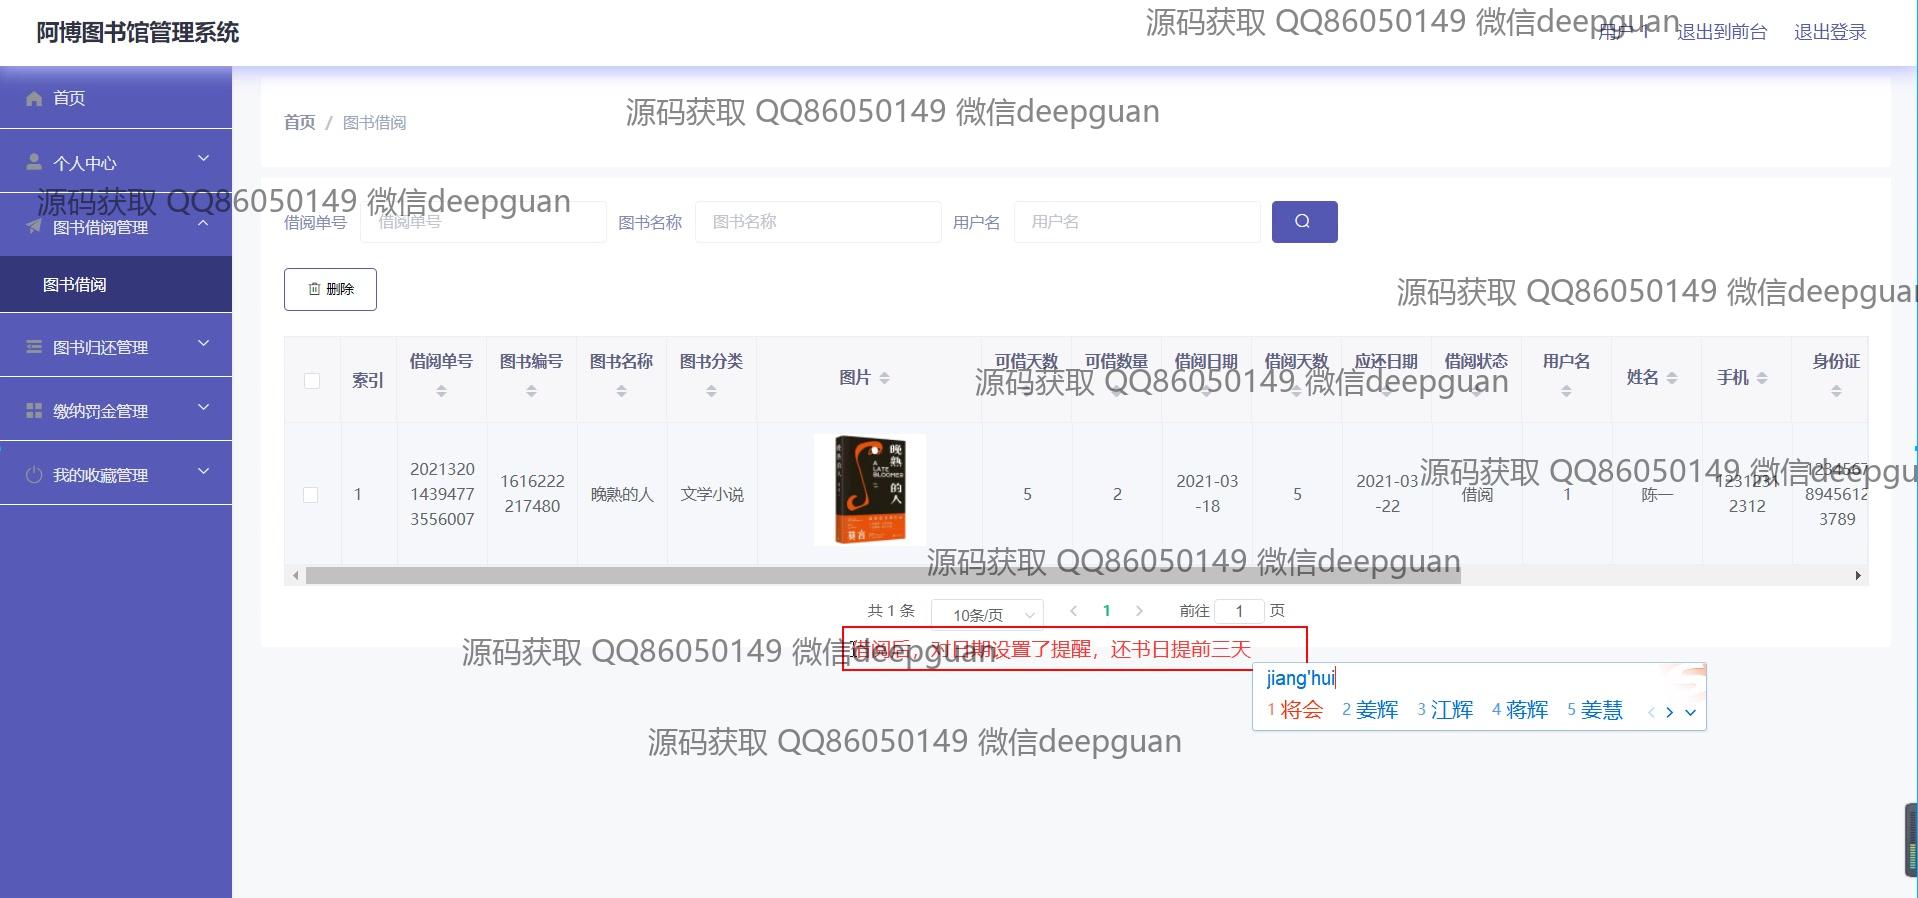 阿博图书馆管理系统
源码获取 QQ86050149 微信deepguan
用户 1 退出到前台 退出登录
首页
个人中心
图书借阅管理
图书借阅
图书归还管理
缴纳罚金管理
我的收藏管理
首页 / 图书借阅
源码获取 QQ86050149 微信deepguan
源码获取 QQ86050149 微信deepguan
借阅单号 借阅单号 图书名称 图书名称 用户名 用户名
删除
源码获取 QQ86050149 微信deepguan
索引 借阅单号 图书编号 图书名称 图书分类 图片 可借天数 可借数量 借阅日期 借阅天数 应还日期 借阅状态 用户名 姓名 手机 身份证
源码获取 QQ86050149 微信deepguan
1
2021320
1439477
3556007
1616222
217480
晚熟的人
文学小说
晚熟的人
A LATE BLOOMER
莫言
5
2
2021-03
-18
5
2021-03
-22
借阅
1
陈一
1231231
2312
1234567
8945612
3789
源码获取 QQ86050149 微信deepgu
源码获取 QQ86050149 微信deepguan
共 1 条 10条/页 1 前往 1 页
借阅后，对日期设置了提醒，还书日提前三天
源码获取 QQ86050149 微信deepguan
jiang'hui
1 将会 2 姜辉 3 江辉 4 蒋辉 5 姜慧
源码获取 QQ86050149 微信deepguan